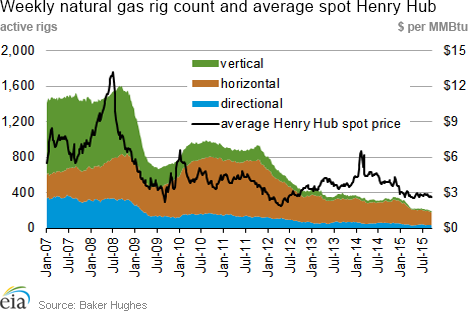 Weekly natural gas rig count and average spot Henry Hub
active rigs $ per MMBtu
2,000 $15
vertical
horizontal
directional
average Henry Hub spot price
1,600 $12
1,200 $9
800 $6
400 $3
0 $0
Jan-07 Jul-07 Jan-08 Jul-08 Jan-09 Jul-09 Jan-10 Jul-10 Jan-11 Jul-11 Jan-12 Jul-12 Jan-13 Jul-13 Jan-14 Jul-14 Jan-15 Jul-15
eia Source: Baker Hughes